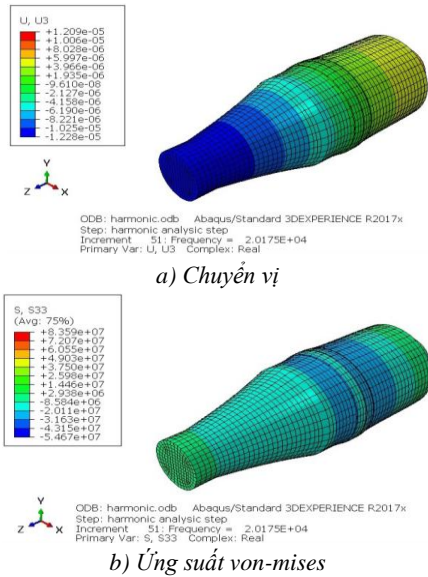 U, U3
+1.209e-05
+1.006e-05
+8.028e-06
+5.997e-06
+3.966e-06
+1.935e-06
-9.610e-08
-2.127e-06
-4.158e-06
-6.190e-06
-8.221e-06
-1.025e-05
-1.228e-05
Y
Z X
ODB: harmonic.odb Abaqus/Standard 3DEXPERIENCE R2017x
Step: harmonic analysis step
Increment 51: Frequency = 2.0175E+04
Primary Var: U, U3 Complex: Real
a) Chuyển vị
S, S33
(Avg: 75%)
+8.359e+07
+7.207e+07
+6.055e+07
+4.903e+07
+3.750e+07
+2.598e+07
+1.446e+07
+2.938e+06
-8.584e+06
-2.011e+07
-3.163e+07
-4.315e+07
-5.467e+07
Y
Z X
ODB: harmonic.odb Abaqus/Standard 3DEXPERIENCE R2017x
Step: harmonic analysis step
Increment 51: Frequency = 2.0175E+04
Primary Var: S, S33 Complex: Real
b) Ứng suất von-mises